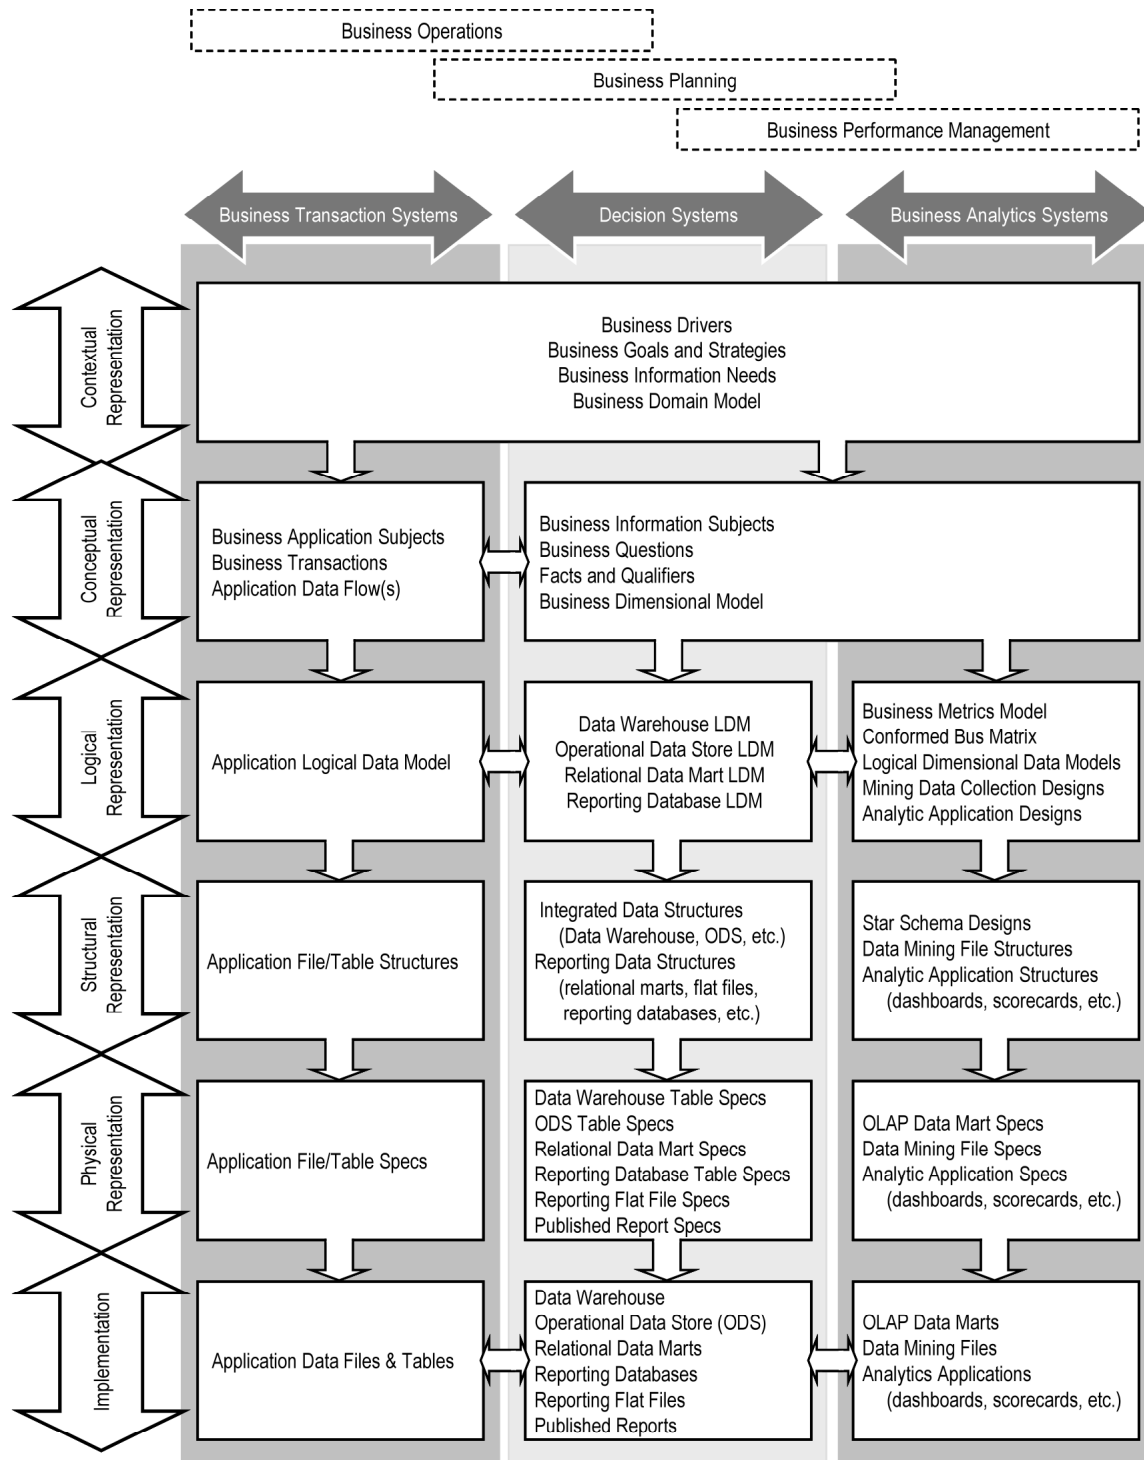 Business Operations
Business Planning
Business Performance Management
Business Transaction Systems
Decision Systems
Business Analytics Systems
Contextual
Representation
Business Drivers
Business Goals and Strategies
Business Information Needs
Business Domain Model
Conceptual
Representation
Business Application Subjects
Business Transactions
Application Data Flow(s)
Business Information Subjects
Business Questions
Facts and Qualifiers
Business Dimensional Model
Logical
Representation
Application Logical Data Model
Data Warehouse LDM
Operational Data Store LDM
Relational Data Mart LDM
Reporting Database LDM
Business Metrics Model
Conformed Bus Matrix
Logical Dimensional Data Models
Mining Data Collection Designs
Analytic Application Designs
Structural
Representation
Application File/Table Structures
Integrated Data Structures
(Data Warehouse, ODS, etc.)
Reporting Data Structures
(relational marts, flat files,
reporting databases, etc.)
Star Schema Designs
Data Mining File Structures
Analytic Application Structures
(dashboards, scorecards, etc.)
Physical
Representation
Application File/Table Specs
Data Warehouse Table Specs
ODS Table Specs
Relational Data Mart Specs
Reporting Database Table Specs
Reporting Flat File Specs
Published Report Specs
OLAP Data Mart Specs
Data Mining File Specs
Analytic Application Specs
(dashboards, scorecards, etc.)
Implementation
Application Data Files & Tables
Data Warehouse
Operational Data Store (ODS)
Relational Data Marts
Reporting Databases
Reporting Flat Files
Published Reports
OLAP Data Marts
Data Mining Files
Analytics Applications
(dashboards, scorecards, etc.)